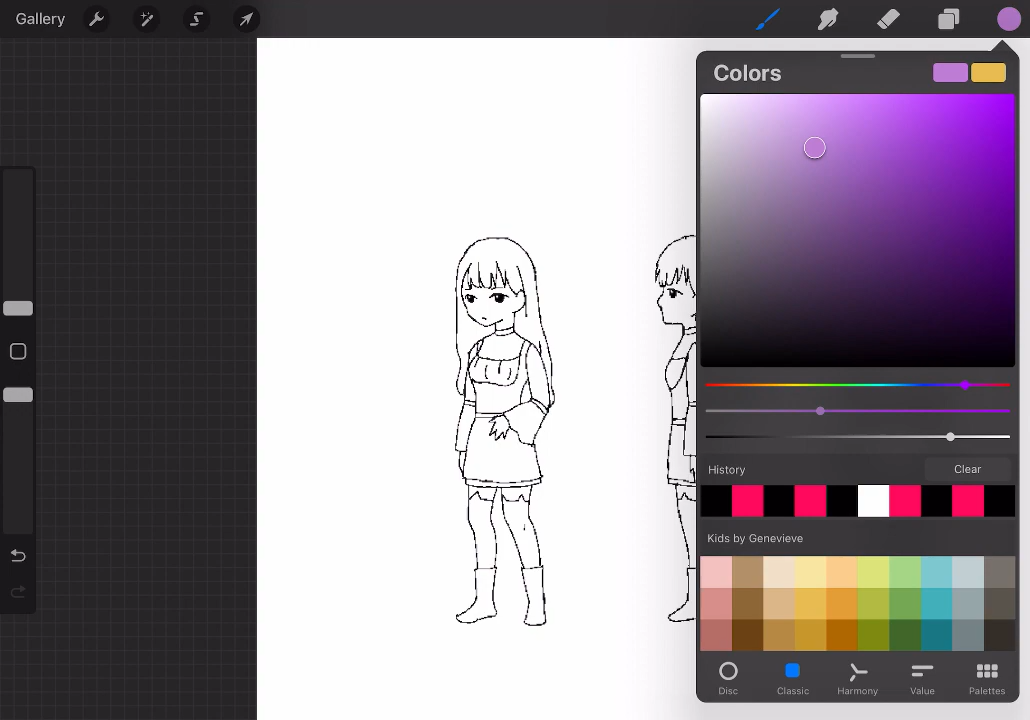 Gallery
Colors
History
Clear
Kids by Genevieve
Disc
Classic
Harmony
Value
Palettes